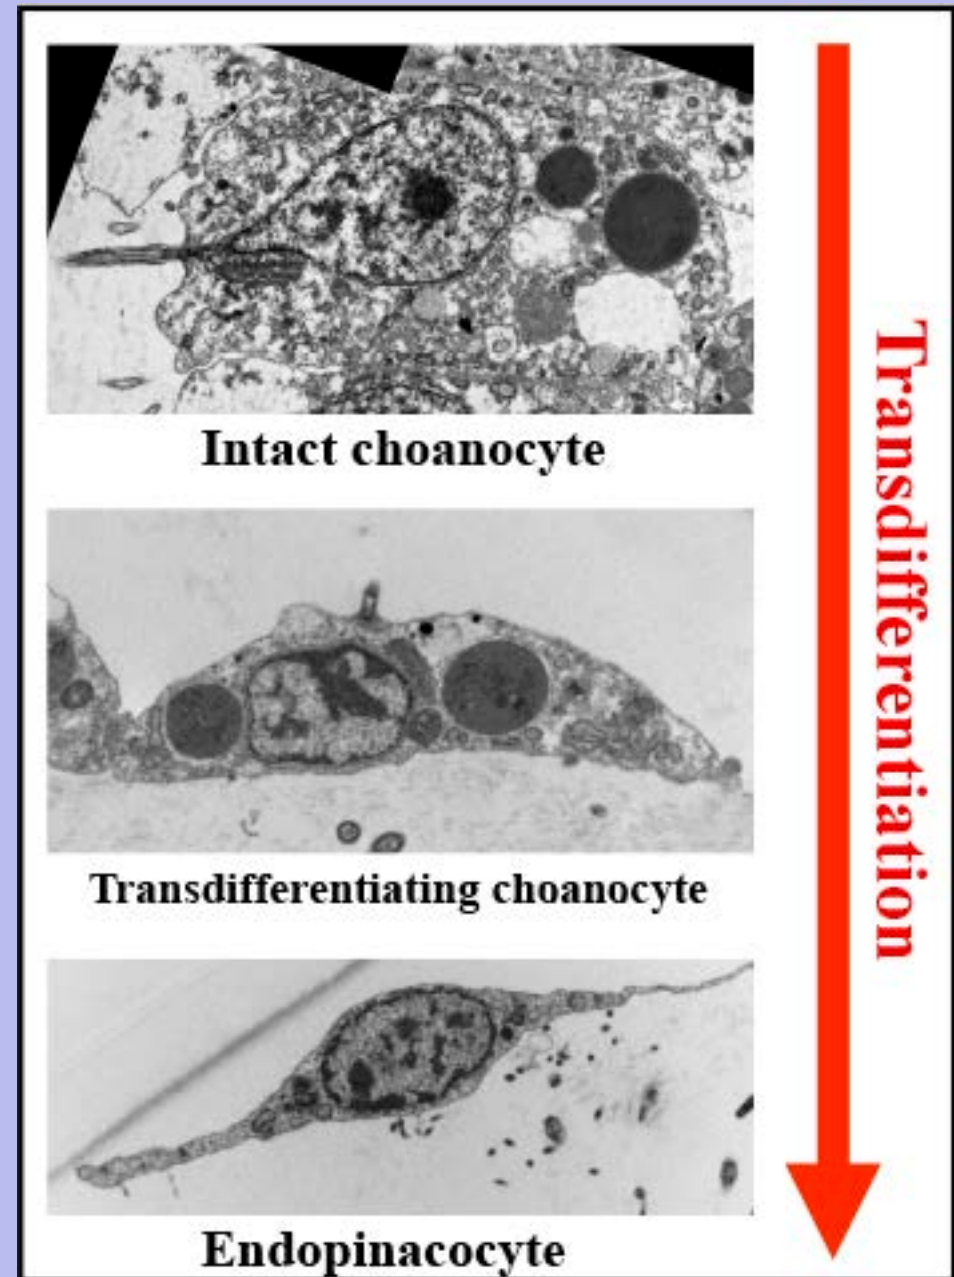 Intact choanocyte
Transdifferentiating choanocyte
Endopinacocyte
Transdifferentiation